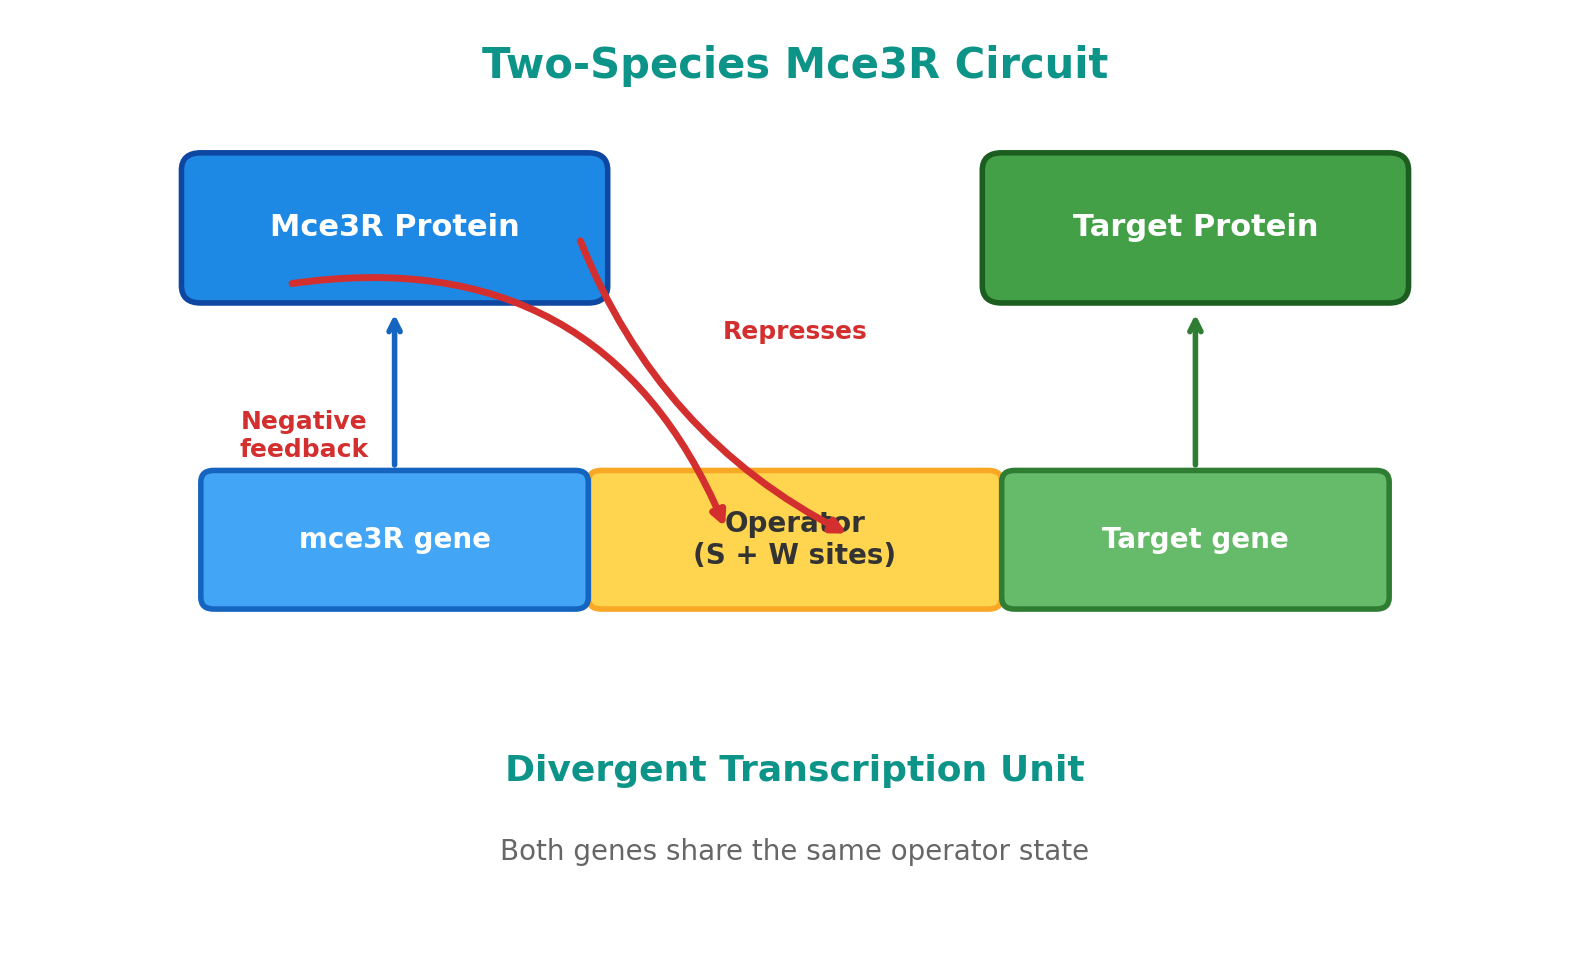 Two-Species Mce3R Circuit
Mce3R Protein
Target Protein
Represses
Negative
feedback
mce3R gene
Operator
(S + W sites)
Target gene
Divergent Transcription Unit
Both genes share the same operator state